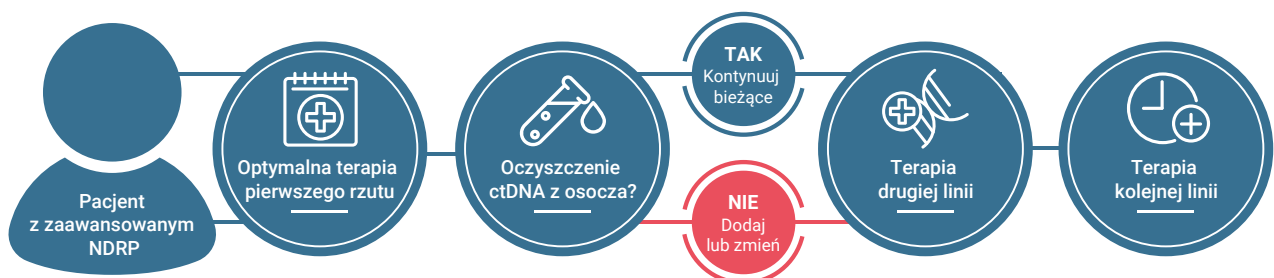 Pacjent
z zaawansowanym
NDRP
Optymalna terapia
pierwszego rzutu
Oczyszczenie
ctDNA z osocza?
TAK
Kontynuuj
bieżące
NIE
Dodaj
lub zmień
Terapia
drugiej linii
Terapia
kolejnej linii